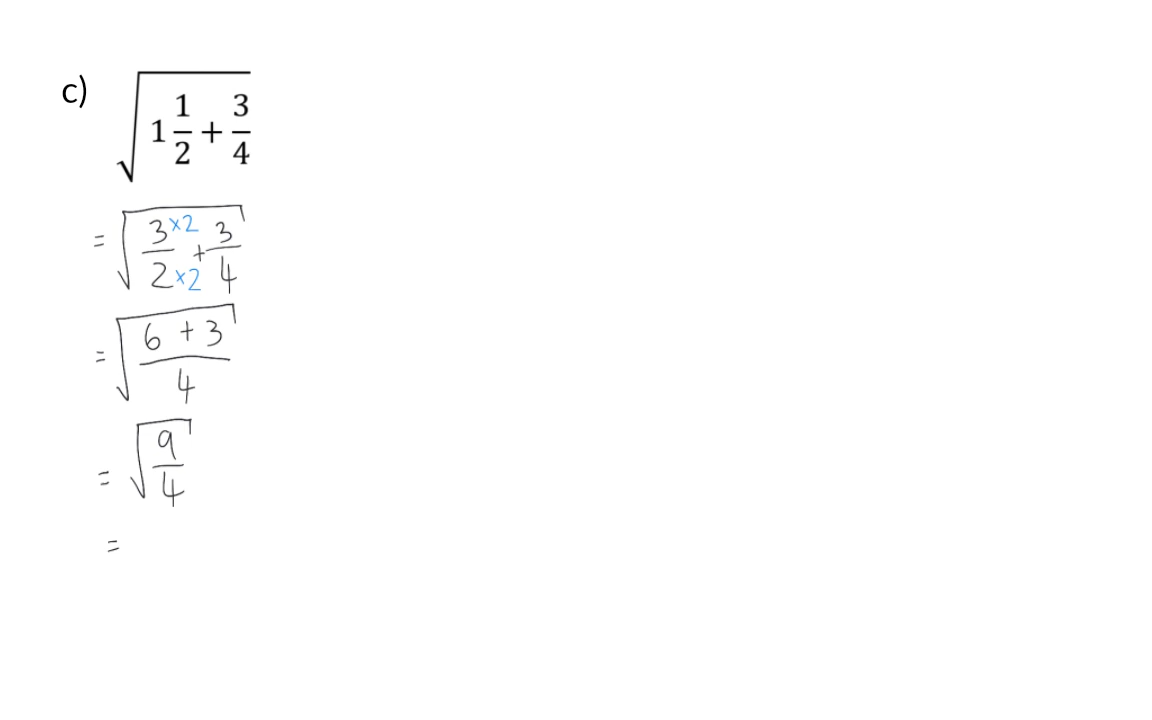 c) √(1 1/2 + 3/4)
= √(3×2/2×2 + 3/4)
= √((6 + 3)/4)
= √(9/4)
=